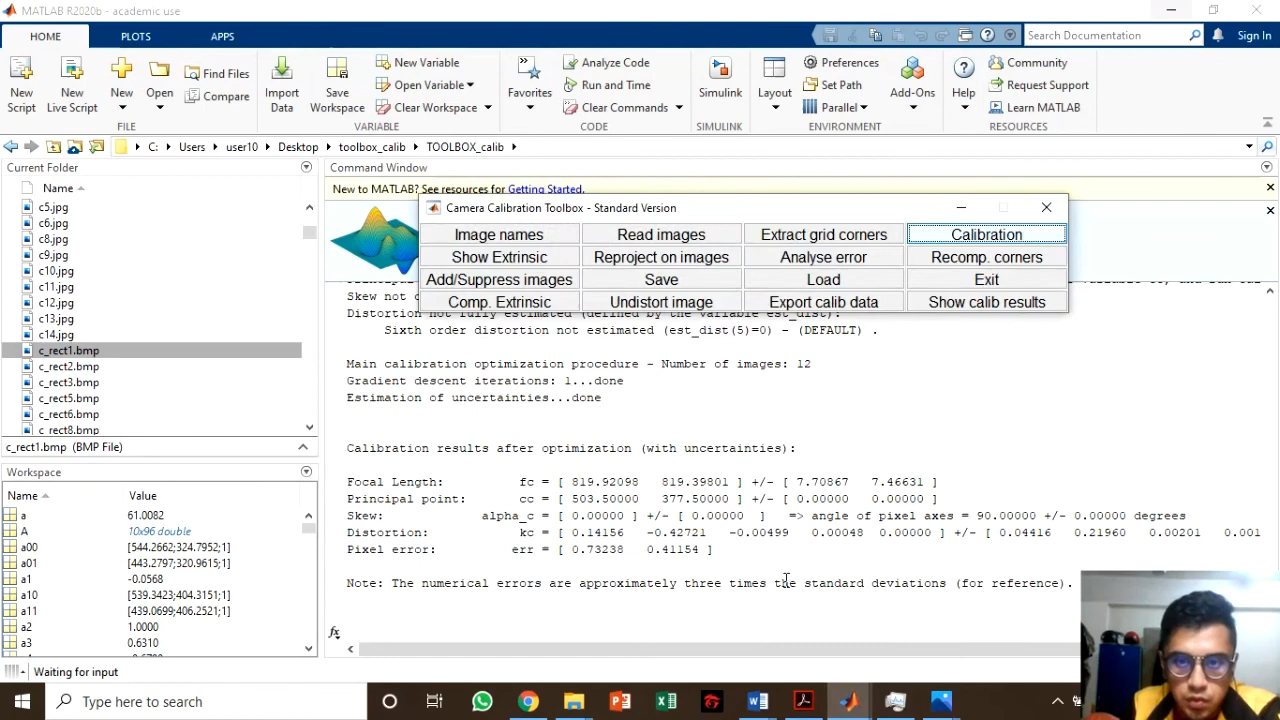 MATLAB R2020b - academic use
HOME
PLOTS
APPS
Search Documentation
Sign In
New Script
New Live Script
New
Open
Find Files
Compare
Import Data
Save Workspace
New Variable
Open Variable
Clear Workspace
Favorites
Analyze Code
Run and Time
Clear Commands
Simulink
Layout
Preferences
Set Path
Parallel
Add-Ons
Help
Community
Request Support
Learn MATLAB
FILE
VARIABLE
CODE
SIMULINK
ENVIRONMENT
RESOURCES
C:
Users
user10
Desktop
toolbox_calib
TOOLBOX_calib
Current Folder
Name
c5.jpg
c6.jpg
c8.jpg
c9.jpg
c10.jpg
c11.jpg
c12.jpg
c13.jpg
c14.jpg
c_rect1.bmp
c_rect2.bmp
c_rect3.bmp
c_rect5.bmp
c_rect6.bmp
c_rect8.bmp
c_rect1.bmp (BMP File)
Workspace
Name Value
a 61.0082
A 10x96 double
a00 [544.2662;324.7952;1]
a01 [443.2797;320.9615;1]
a1 -0.0568
a10 [539.3423;404.3151;1]
a11 [439.0699;406.2521;1]
a2 1.0000
a3 0.6310
Command Window
New to MATLAB? See resources for Getting Started.
Camera Calibration Toolbox - Standard Version
Image names Read images Extract grid corners Calibration
Show Extrinsic Reproject on images Analyse error Recomp. corners
Add/Suppress images Save Load Exit
Comp. Extrinsic Undistort image Export calib data Show calib results
Skew not o
Distortion not fully estimated (defined by the variable est_dist):
Sixth order distortion not estimated (est_dist(5)=0) - (DEFAULT) .
Main calibration optimization procedure - Number of images: 12
Gradient descent iterations: 1...done
Estimation of uncertainties...done
Calibration results after optimization (with uncertainties):
Focal Length: fc = [ 819.92098 819.39801 ] +/- [ 7.70867 7.46631 ]
Principal point: cc = [ 503.50000 377.50000 ] +/- [ 0.00000 0.00000 ]
Skew: alpha_c = [ 0.00000 ] +/- [ 0.00000 ] => angle of pixel axes = 90.00000 +/- 0.00000 degrees
Distortion: kc = [ 0.14156 -0.42721 -0.00499 0.00048 0.00000 ] +/- [ 0.04416 0.21960 0.00201 0.001
Pixel error: err = [ 0.73238 0.41154 ]
Note: The numerical errors are approximately three times the standard deviations (for reference).
fx
Waiting for input
Type here to search